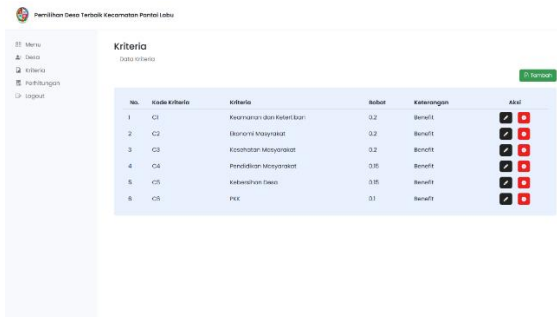 Pemilihan Desa Terbaik Kecamatan Pantai Labu
Menu
Desa
Kriteria
Perhitungan
Logout
Kriteria
Data Kriteria
Tambah
No. Kode Kriteria Kriteria Bobot Keterangan Aksi
1 C1 Keamanan dan Ketertiban 0.2 Benefit
2 C2 Ekonomi Masyrakat 0.2 Benefit
3 C3 Kesehatan Masyarakat 0.2 Benefit
4 C4 Pendidikan Masyarakat 0.15 Benefit
5 C5 Kebersihan Desa 0.15 Benefit
6 C6 PKK 0.1 Benefit